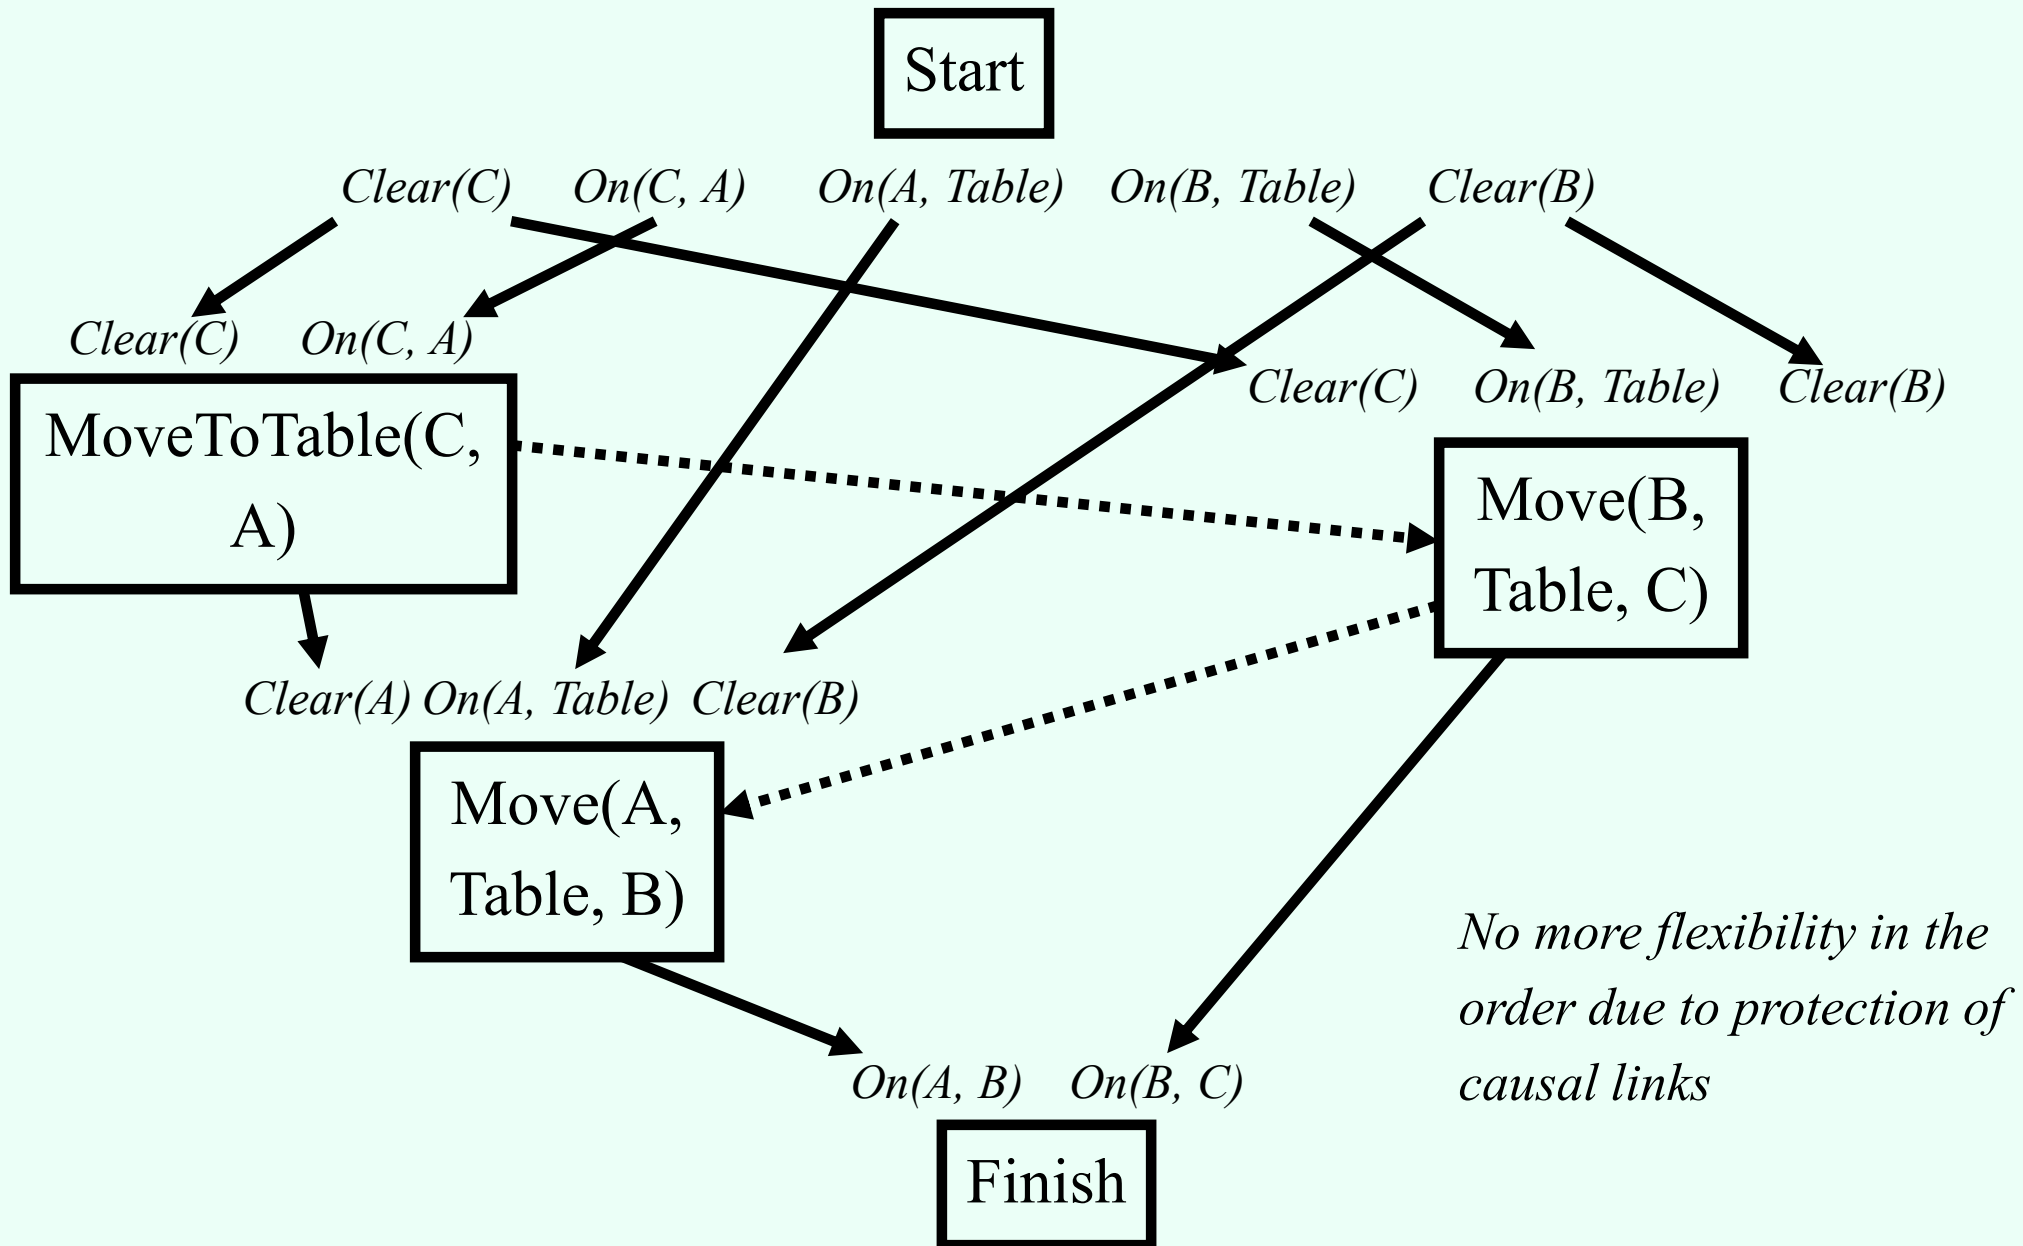 Start
Clear(C) On(C, A) On(A, Table) On(B, Table) Clear(B)
Clear(C) On(C, A)
Clear(C) On(B, Table) Clear(B)
MoveToTable(C,
A)
Move(B,
Table, C)
Clear(A) On(A, Table) Clear(B)
Move(A,
Table, B)
No more flexibility in the
order due to protection of
causal links
On(A, B) On(B, C)
Finish